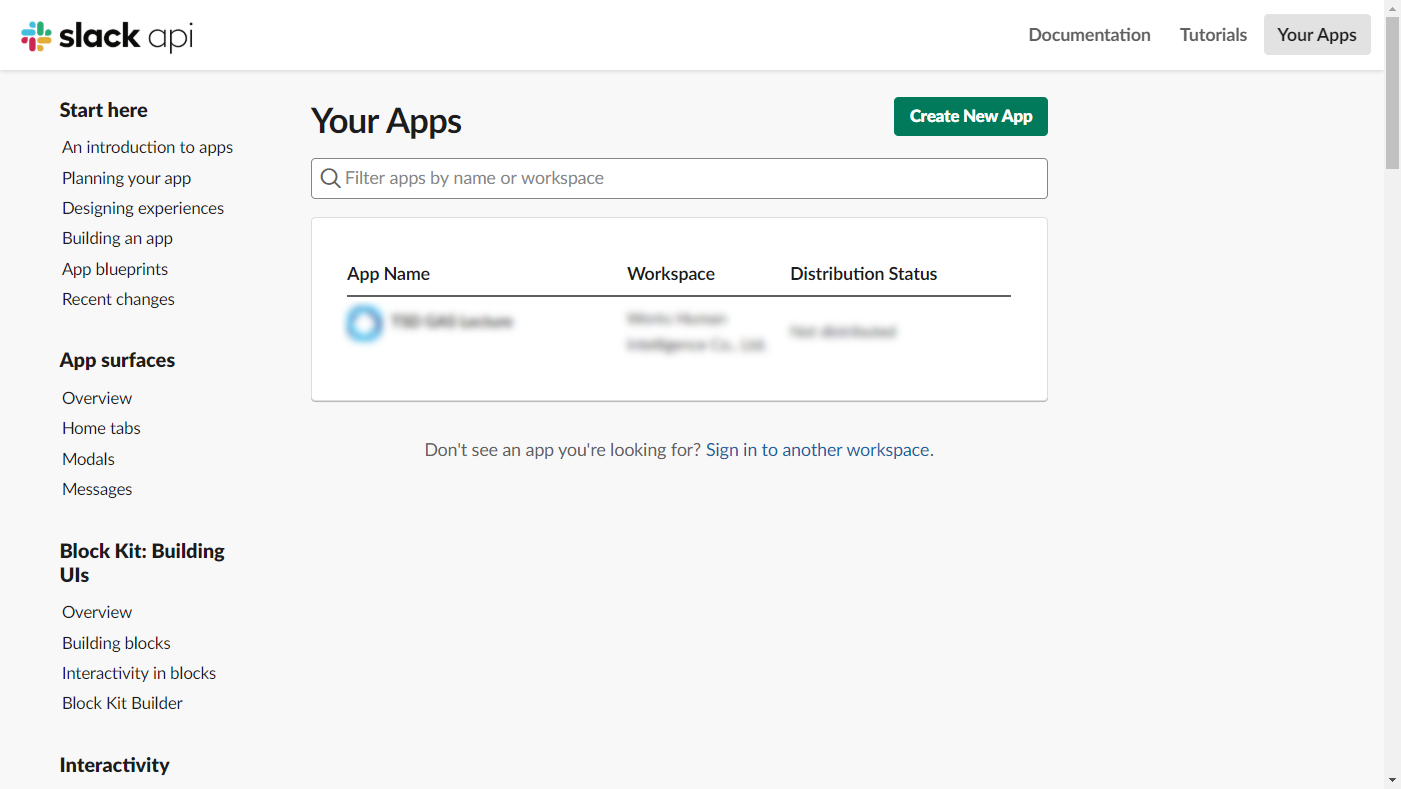 slack api
Documentation
Tutorials
Your Apps
Start here
An introduction to apps
Planning your app
Designing experiences
Building an app
App blueprints
Recent changes
App surfaces
Overview
Home tabs
Modals
Messages
Block Kit: Building
UIs
Overview
Building blocks
Interactivity in blocks
Block Kit Builder
Interactivity
Your Apps
Create New App
Filter apps by name or workspace
App Name Workspace Distribution Status
Not distributed
Don't see an app you're looking for? Sign in to another workspace.